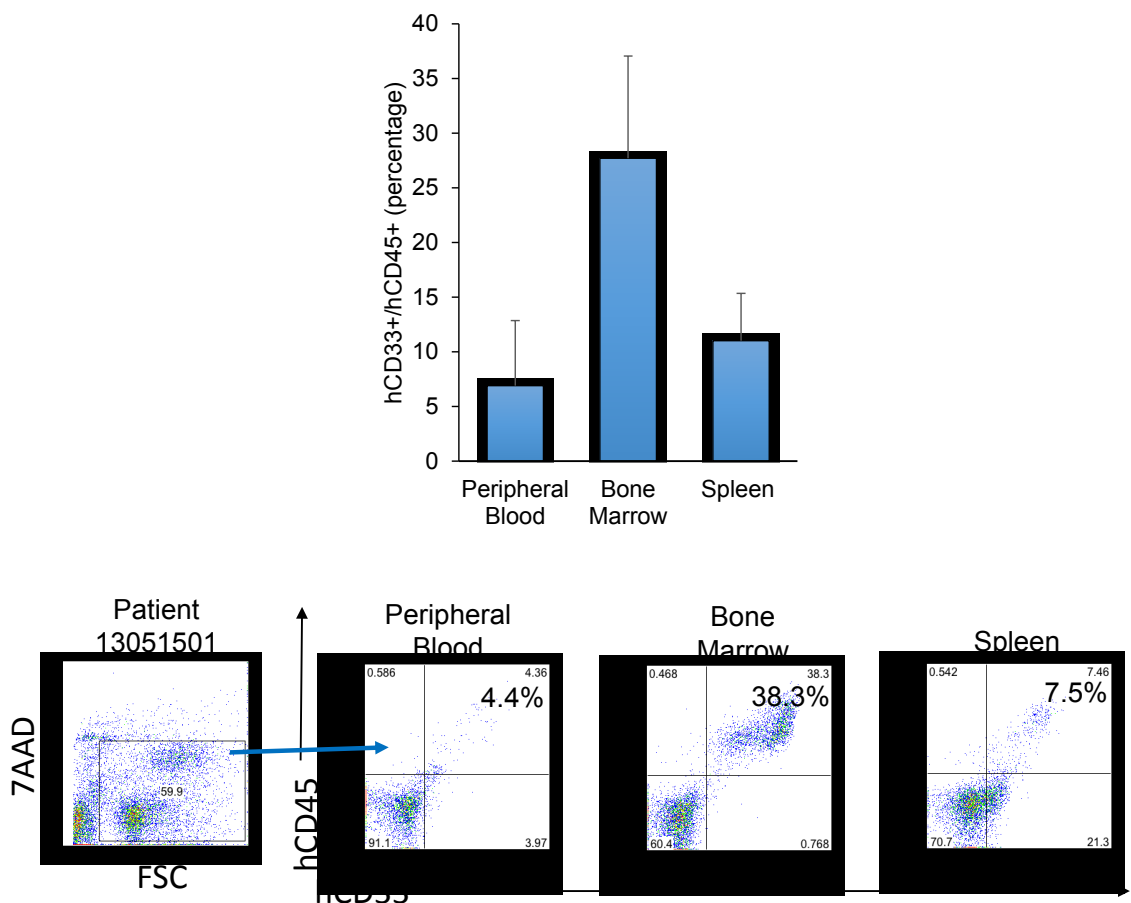 40
35
30
25
20
15
10
5
0
hCD33+/hCD45+ (percentage)
Peripheral
Blood
Bone
Marrow
Spleen
Patient
13051501
7AAD
59.9
FSC
hCD45
Peripheral
Blood
0.586
4.36
4.4%
91.1
3.97
Bone
Marrow
0.468
38.3
38.3%
60.4
0.768
Spleen
0.542
7.46
7.5%
70.7
21.3
hCD33